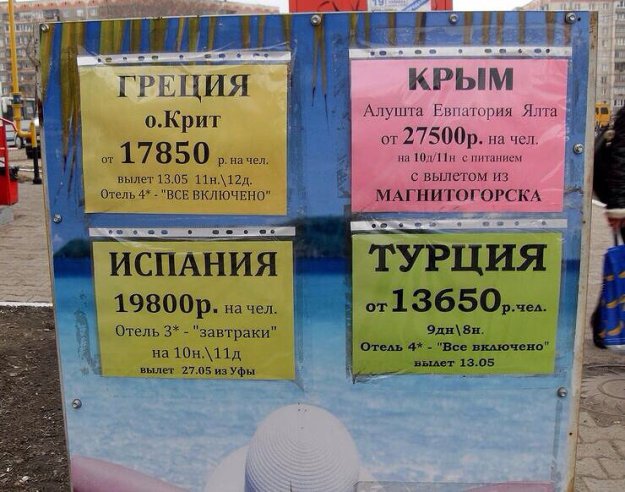 ГРЕЦИЯ
о.Крит
от 17850 р. на чел.
вылет 13.05 11н.\12д.
Отель 4* - "ВСЕ ВКЛЮЧЕНО"
КРЫМ
Алушта Евпатория Ялта
от 27500р. на чел.
на 10д/11н с питанием
с вылетом из
МАГНИТОГОРСКА
ИСПАНИЯ
19800р. на чел.
Отель 3* - "завтраки"
на 10н.\11д
вылет 27.05 из Уфы
ТУРЦИЯ
от 13650р.чел.
9дн\8н.
Отель 4* - "Все включено"
вылет 13.05